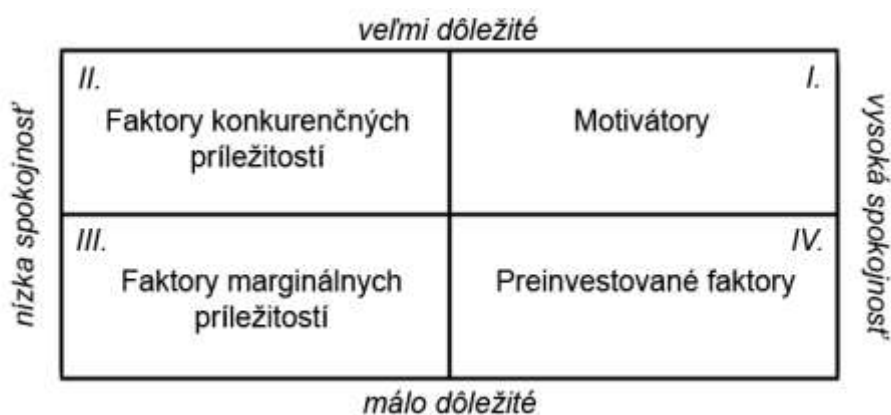 veľmi dôležité
II.
Faktory konkurenčných
príležitostí
I.
Motivátory
nízka spokojnosť
vysoká spokojnosť
III.
Faktory marginálnych
príležitostí
IV.
Preinvestované faktory
málo dôležité